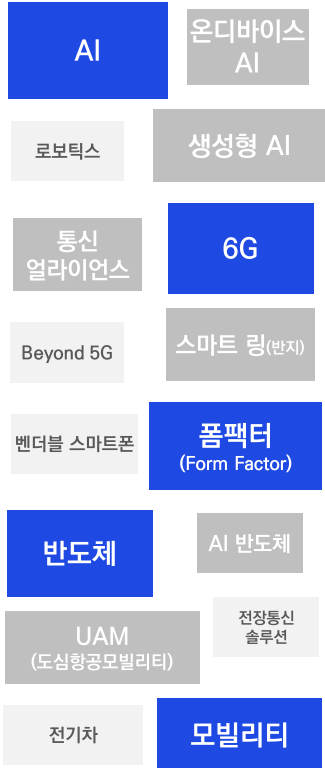 AI
온디바이스
AI
로보틱스
생성형 AI
통신
얼라이언스
6G
Beyond 5G
스마트 링(반지)
벤더블 스마트폰
폼팩터
(Form Factor)
반도체
AI 반도체
UAM
(도심항공모빌리티)
전장통신
솔루션
전기차
모빌리티